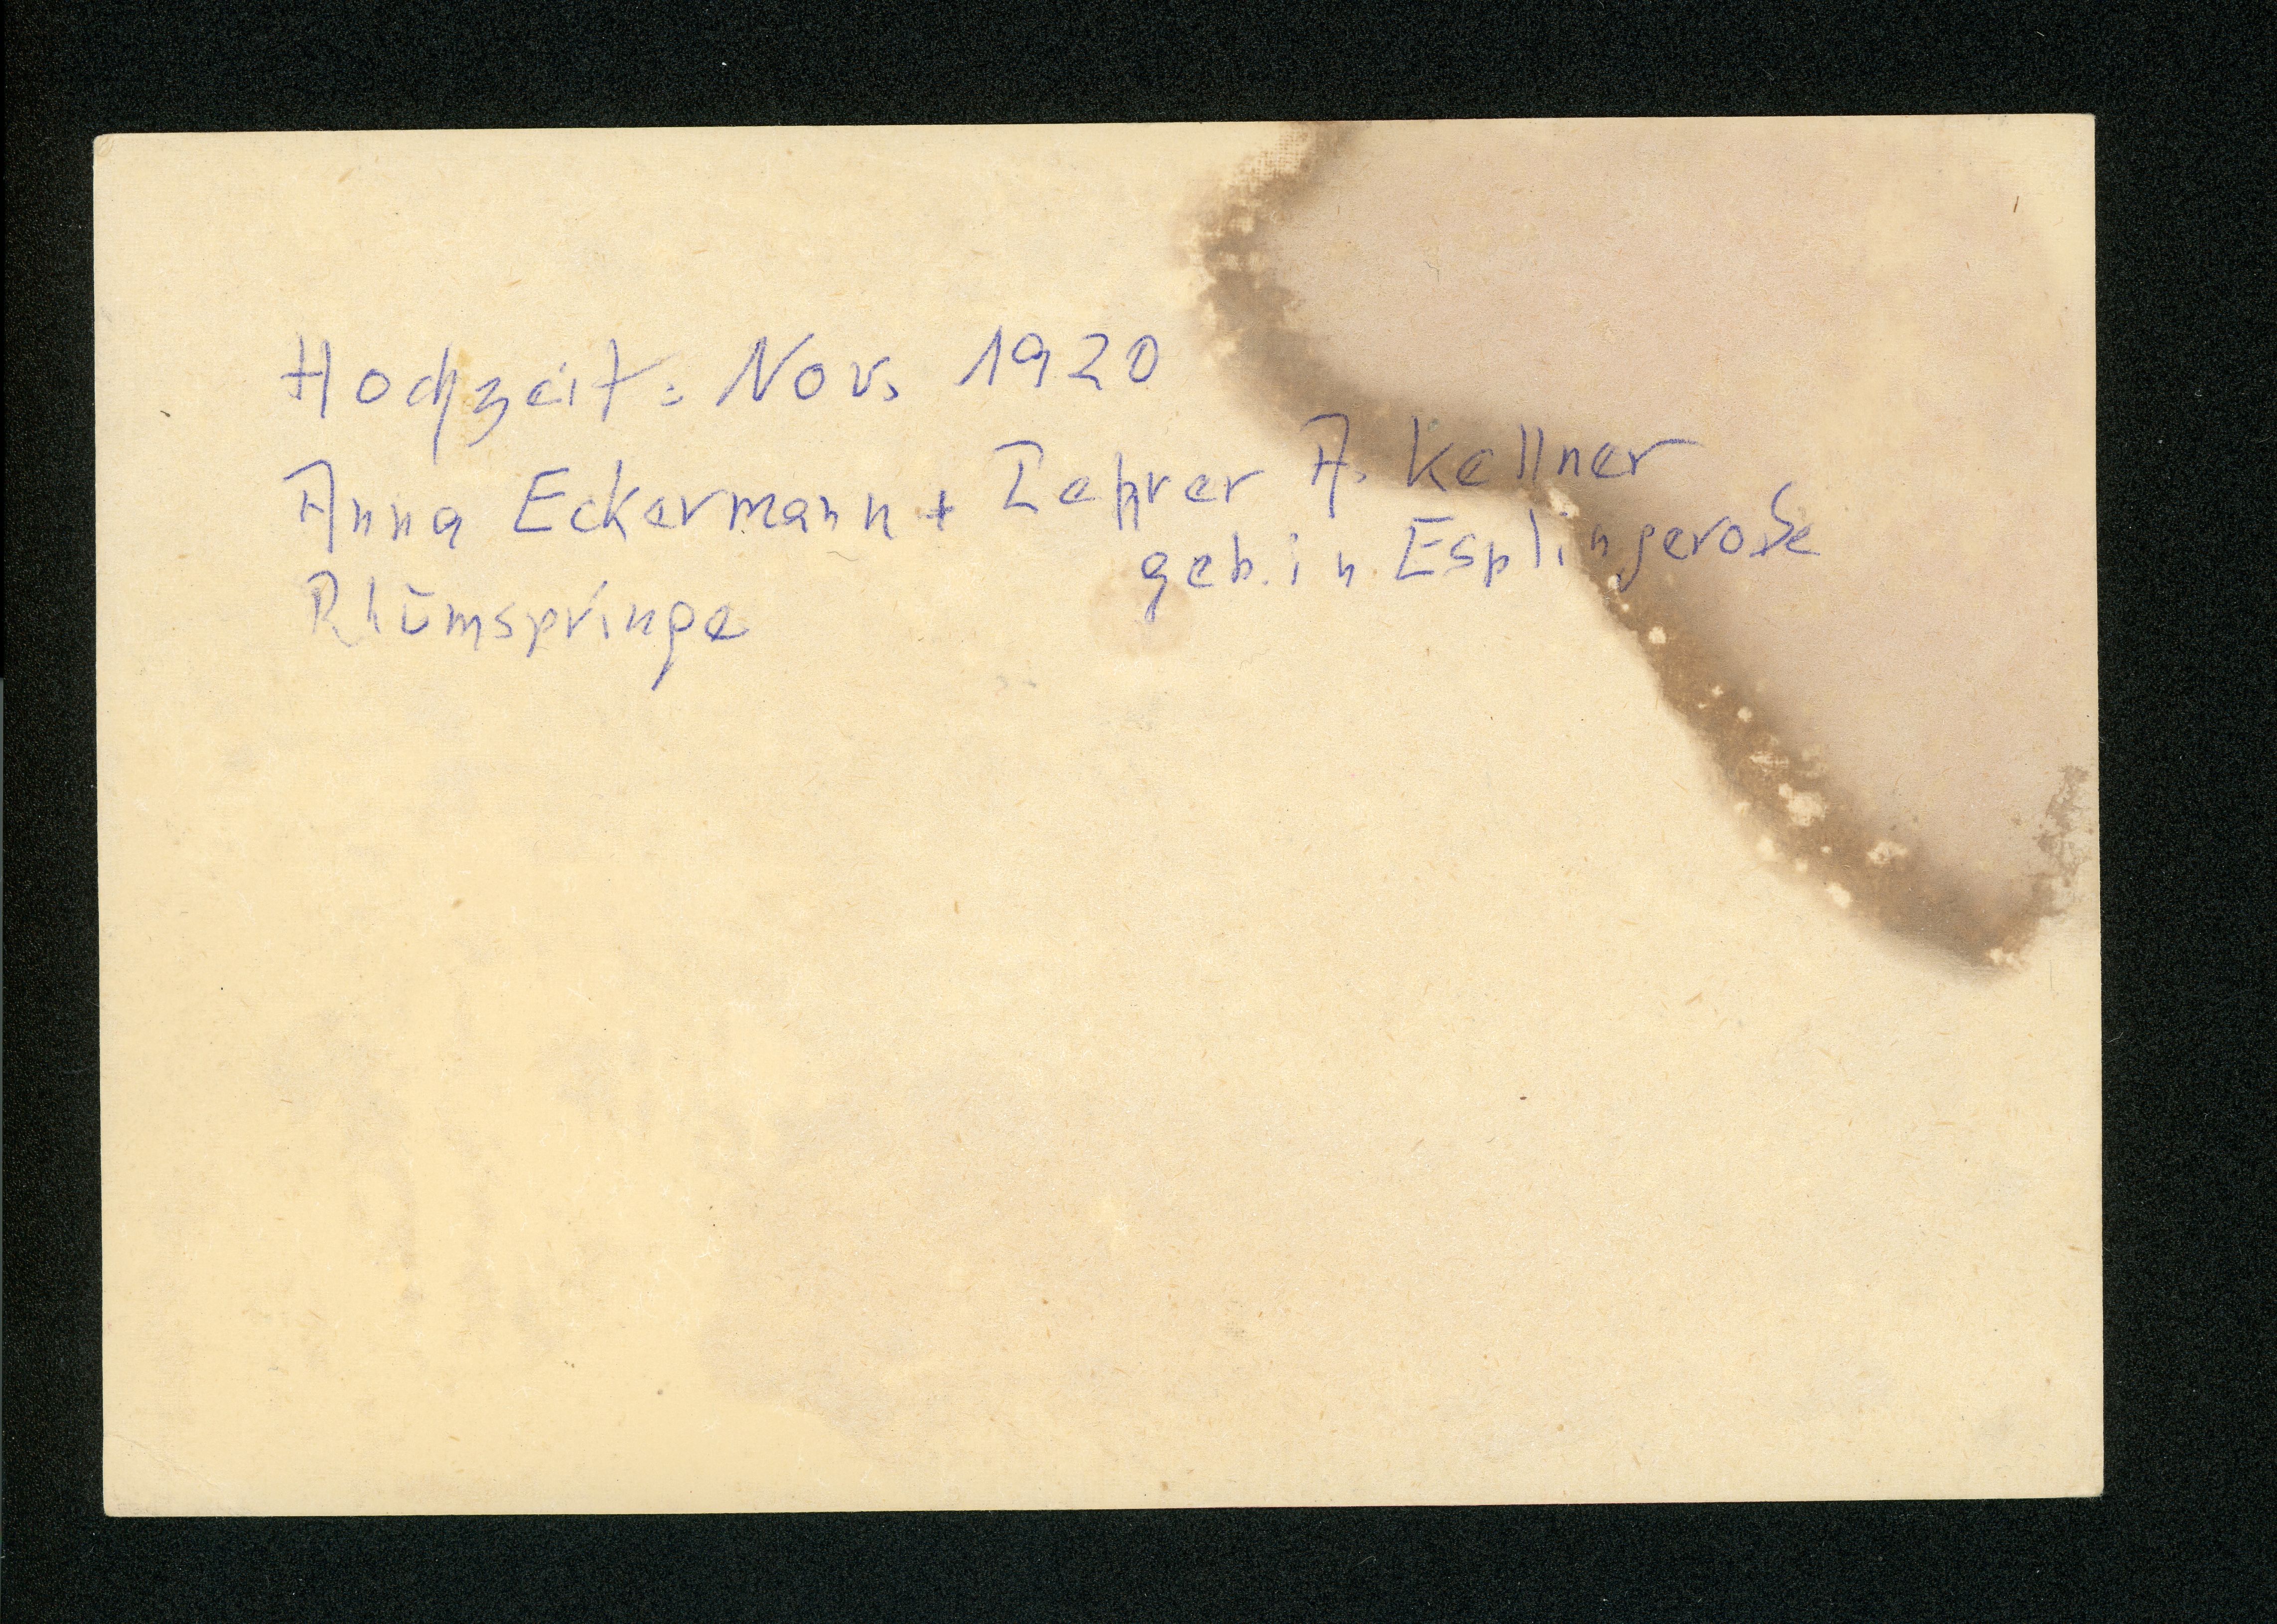 Hochzeit: Nov. 1920
Anna Eckermann + Lehrer A. Kellner
geb. in Esplingerode
Rhumspringe